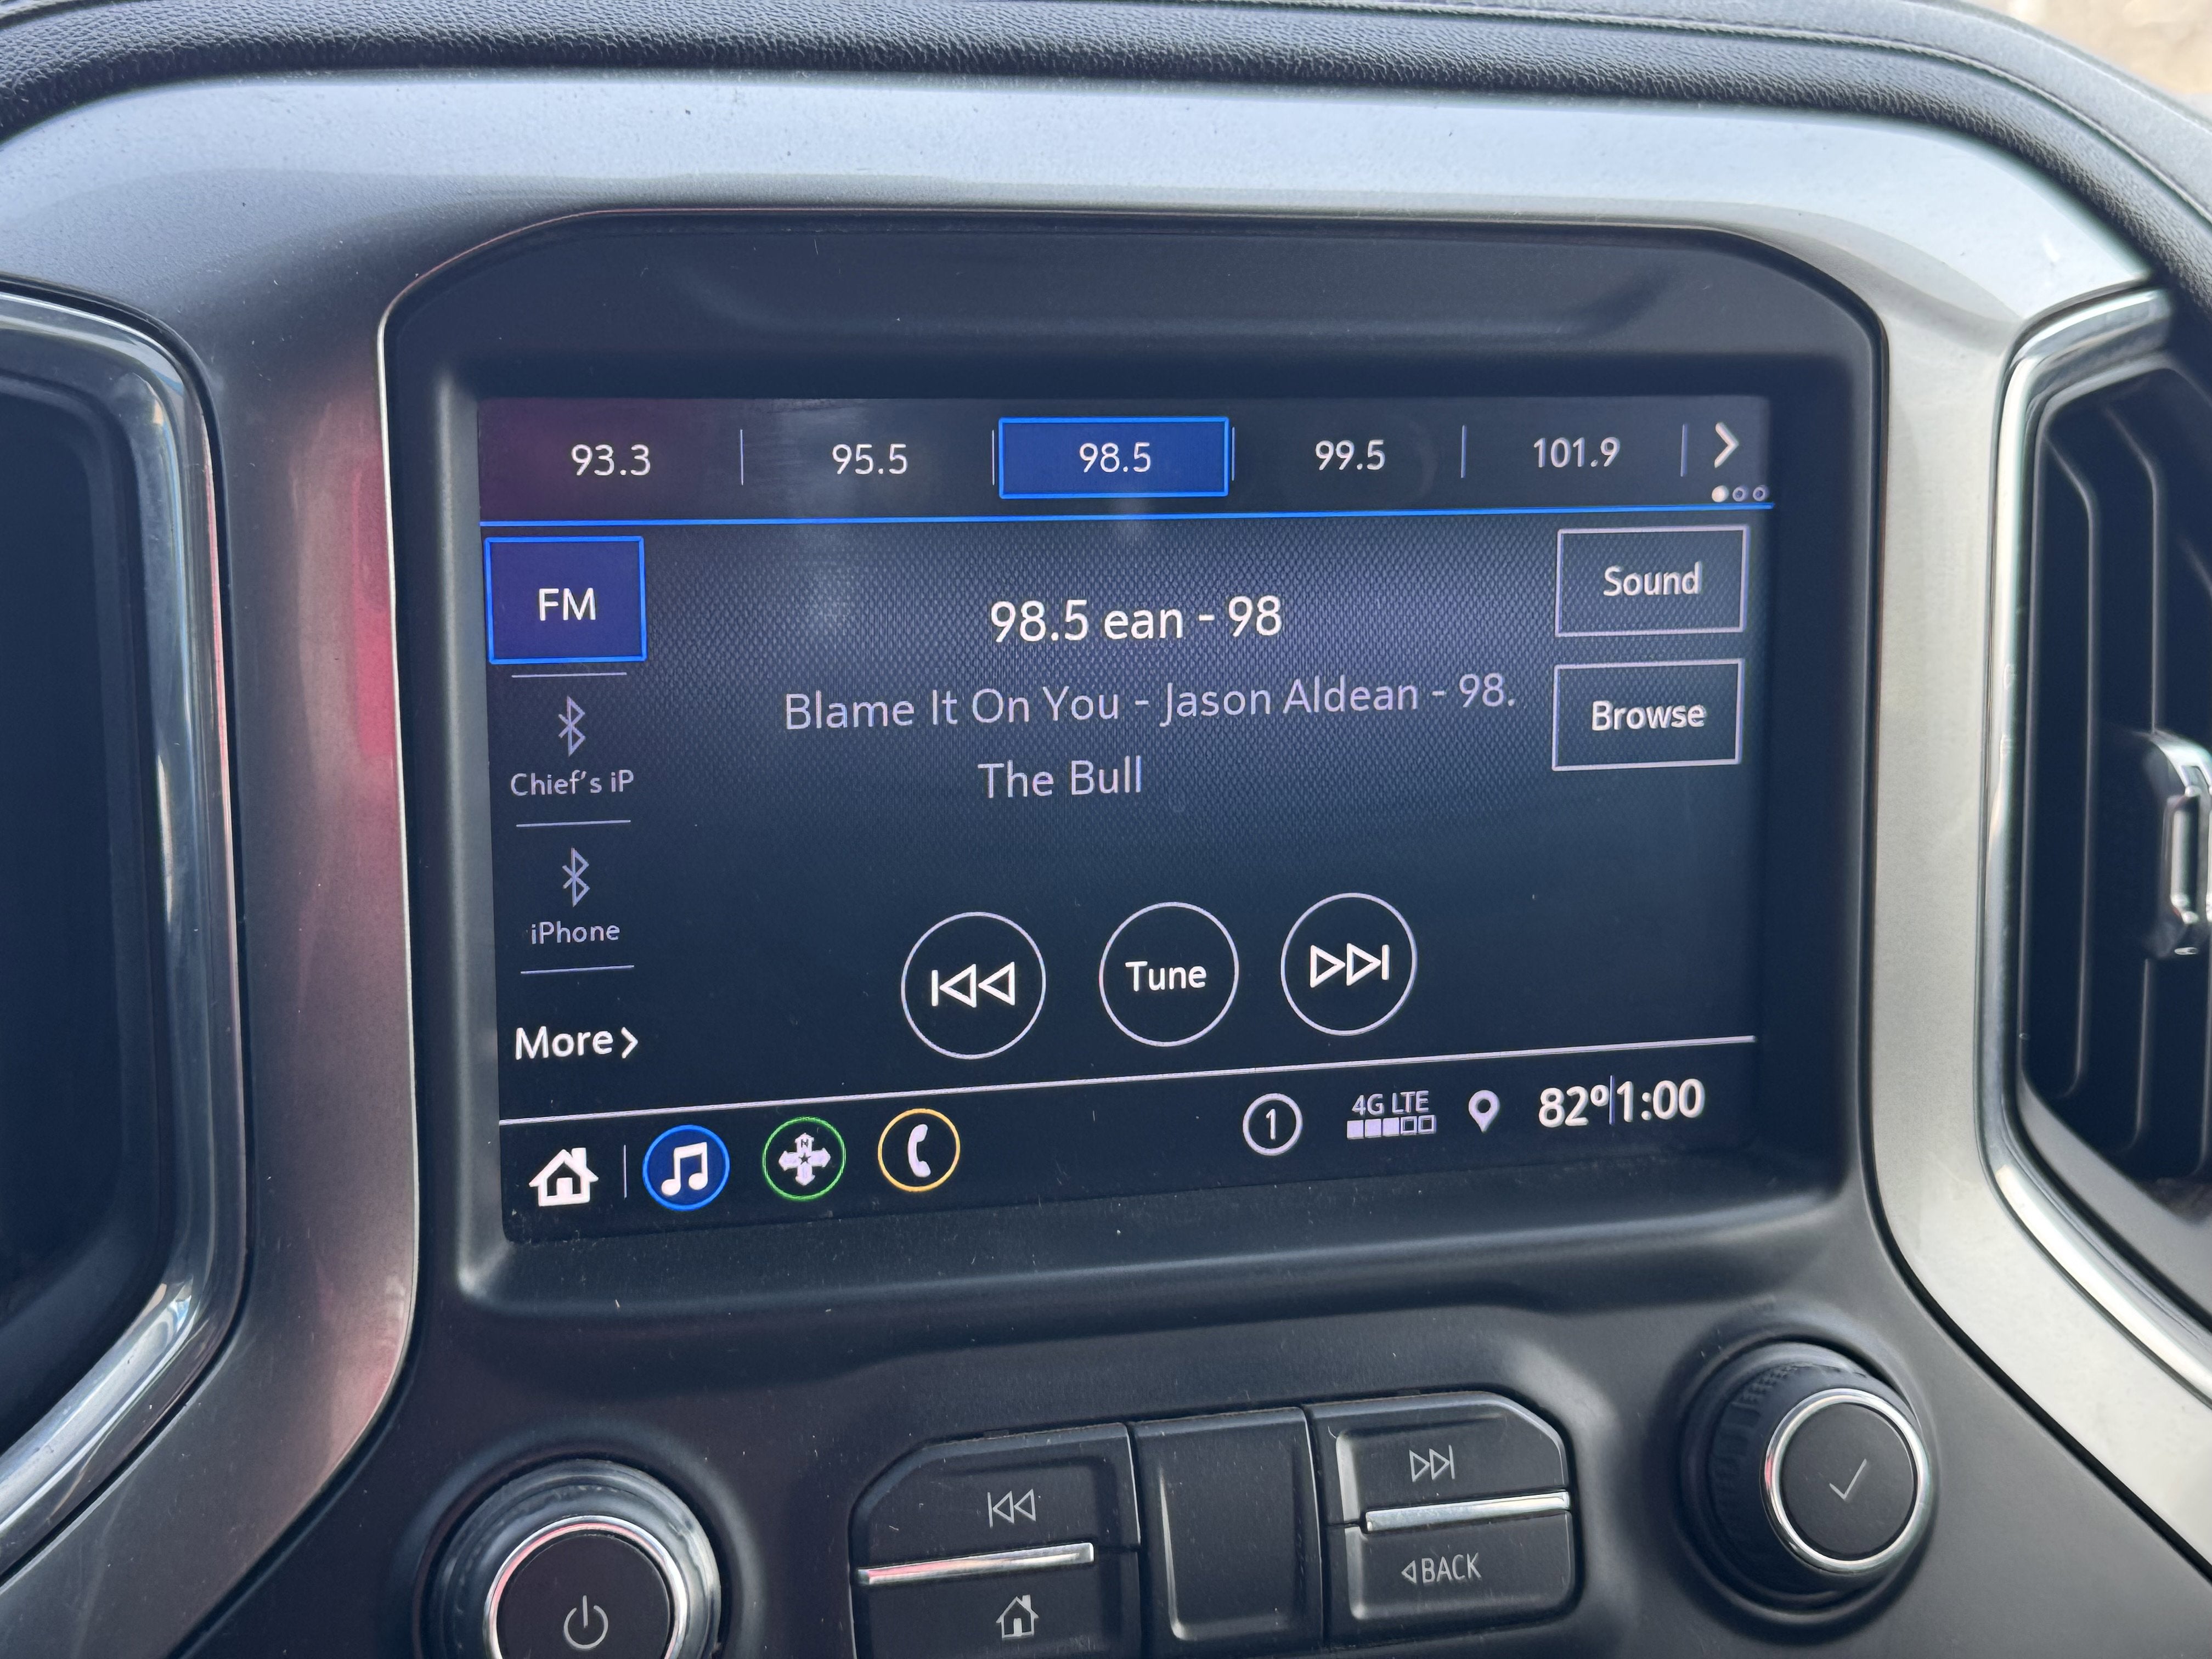 93.3 95.5 98.5 99.5 101.9
FM
98.5 ean - 98
Sound
Blame It On You - Jason Aldean - 98.
Browse
The Bull
Chief's iP
iPhone
Tune
More
1 4G LTE 82º 1:00
N
BACK